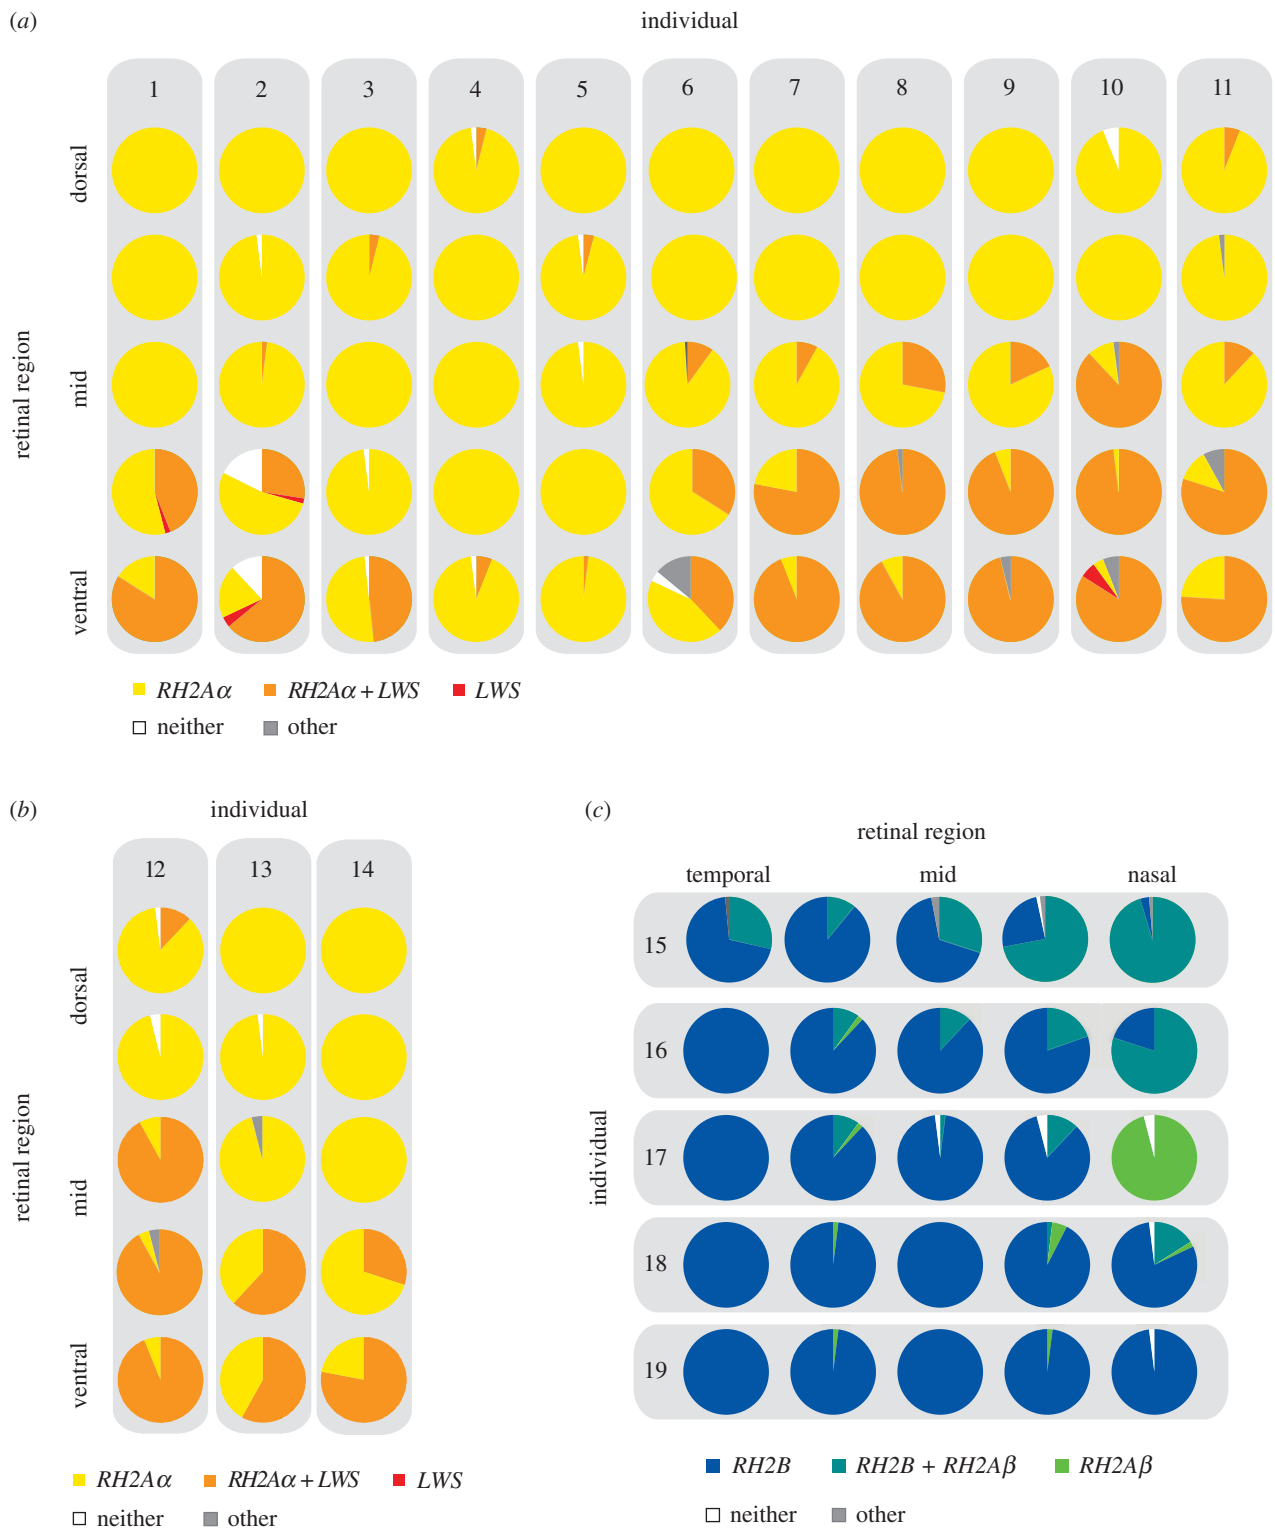 (a)
individual
1 2 3 4 5 6 7 8 9 10 11
dorsal
mid
ventral
retinal region
RH2Aα RH2Aα + LWS LWS
neither other
(b)
individual
12 13 14
dorsal
mid
ventral
retinal region
RH2Aα RH2Aα + LWS LWS
neither other
(c)
retinal region
temporal mid nasal
15
16
17
18
19
individual
RH2B RH2B + RH2Aβ RH2Aβ
neither other